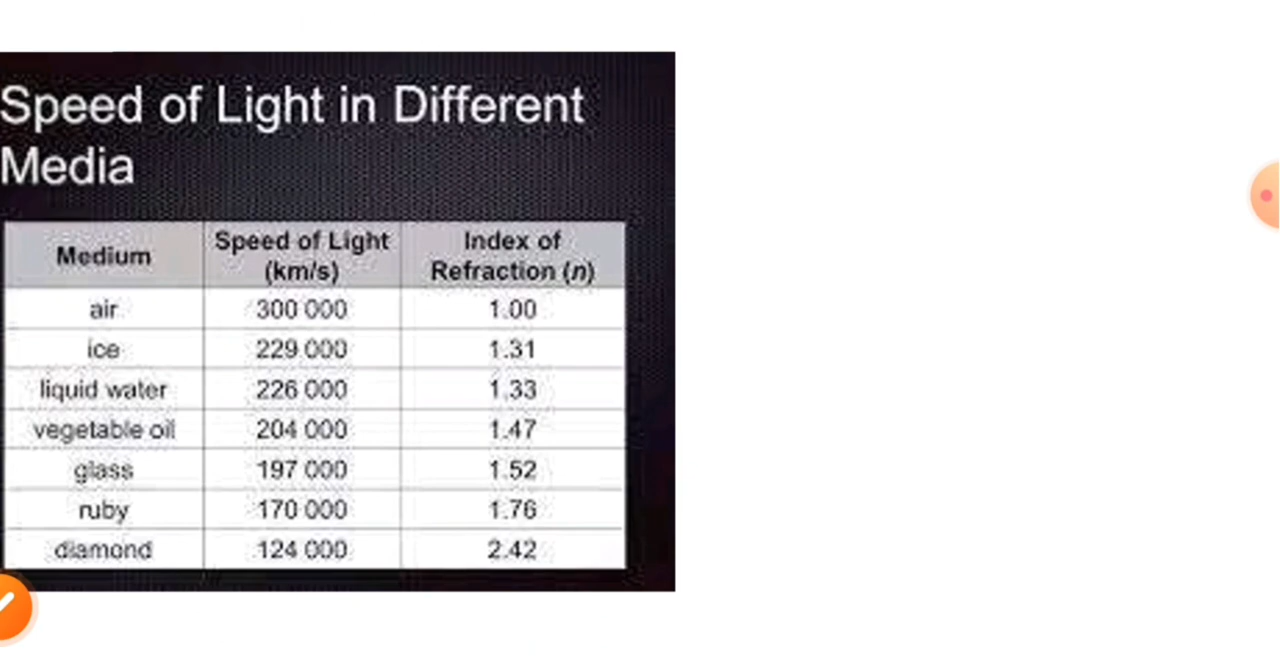 Speed of Light in Different
Media
Medium Speed of Light (km/s) Index of Refraction (n)
air 300 000 1.00
ice 229 000 1.31
liquid water 226 000 1.33
vegetable oil 204 000 1.47
glass 197 000 1.52
ruby 170 000 1.76
diamond 124 000 2.42